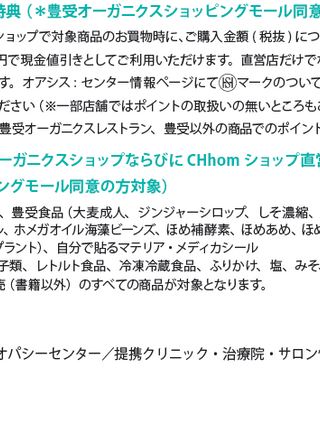 特典（＊豊受オーガニクスショッピングモール同意
ショップで対象商品のお買物時に、ご購入金額（税抜）につ
円で現金値引きとしてご利用いただけます。直営店だけで
す。オアシス：センター情報ページにてマークのついて
ださい（※一部店舗ではポイントの取扱いの無いところも
豊受オーガニクスレストラン、豊受以外の商品でのポイン
ーガニクスショップならびに CHhom ショップ直営
ングモール同意の方対象）
、豊受食品（大麦成人、ジンジャーシロップ、しそ濃縮、
ル、ホメガオイル海藻ビーンズ、ほめ補酵素、ほめあめ、ほめ
プラント）、自分で貼るマテリア・メディカシール
子類、レトルト食品、冷凍冷蔵食品、ふりかけ、塩、みそ
売（書籍以外）のすべての商品が対象となります。
オパシーセンター／提携クリニック・治療院・サロン